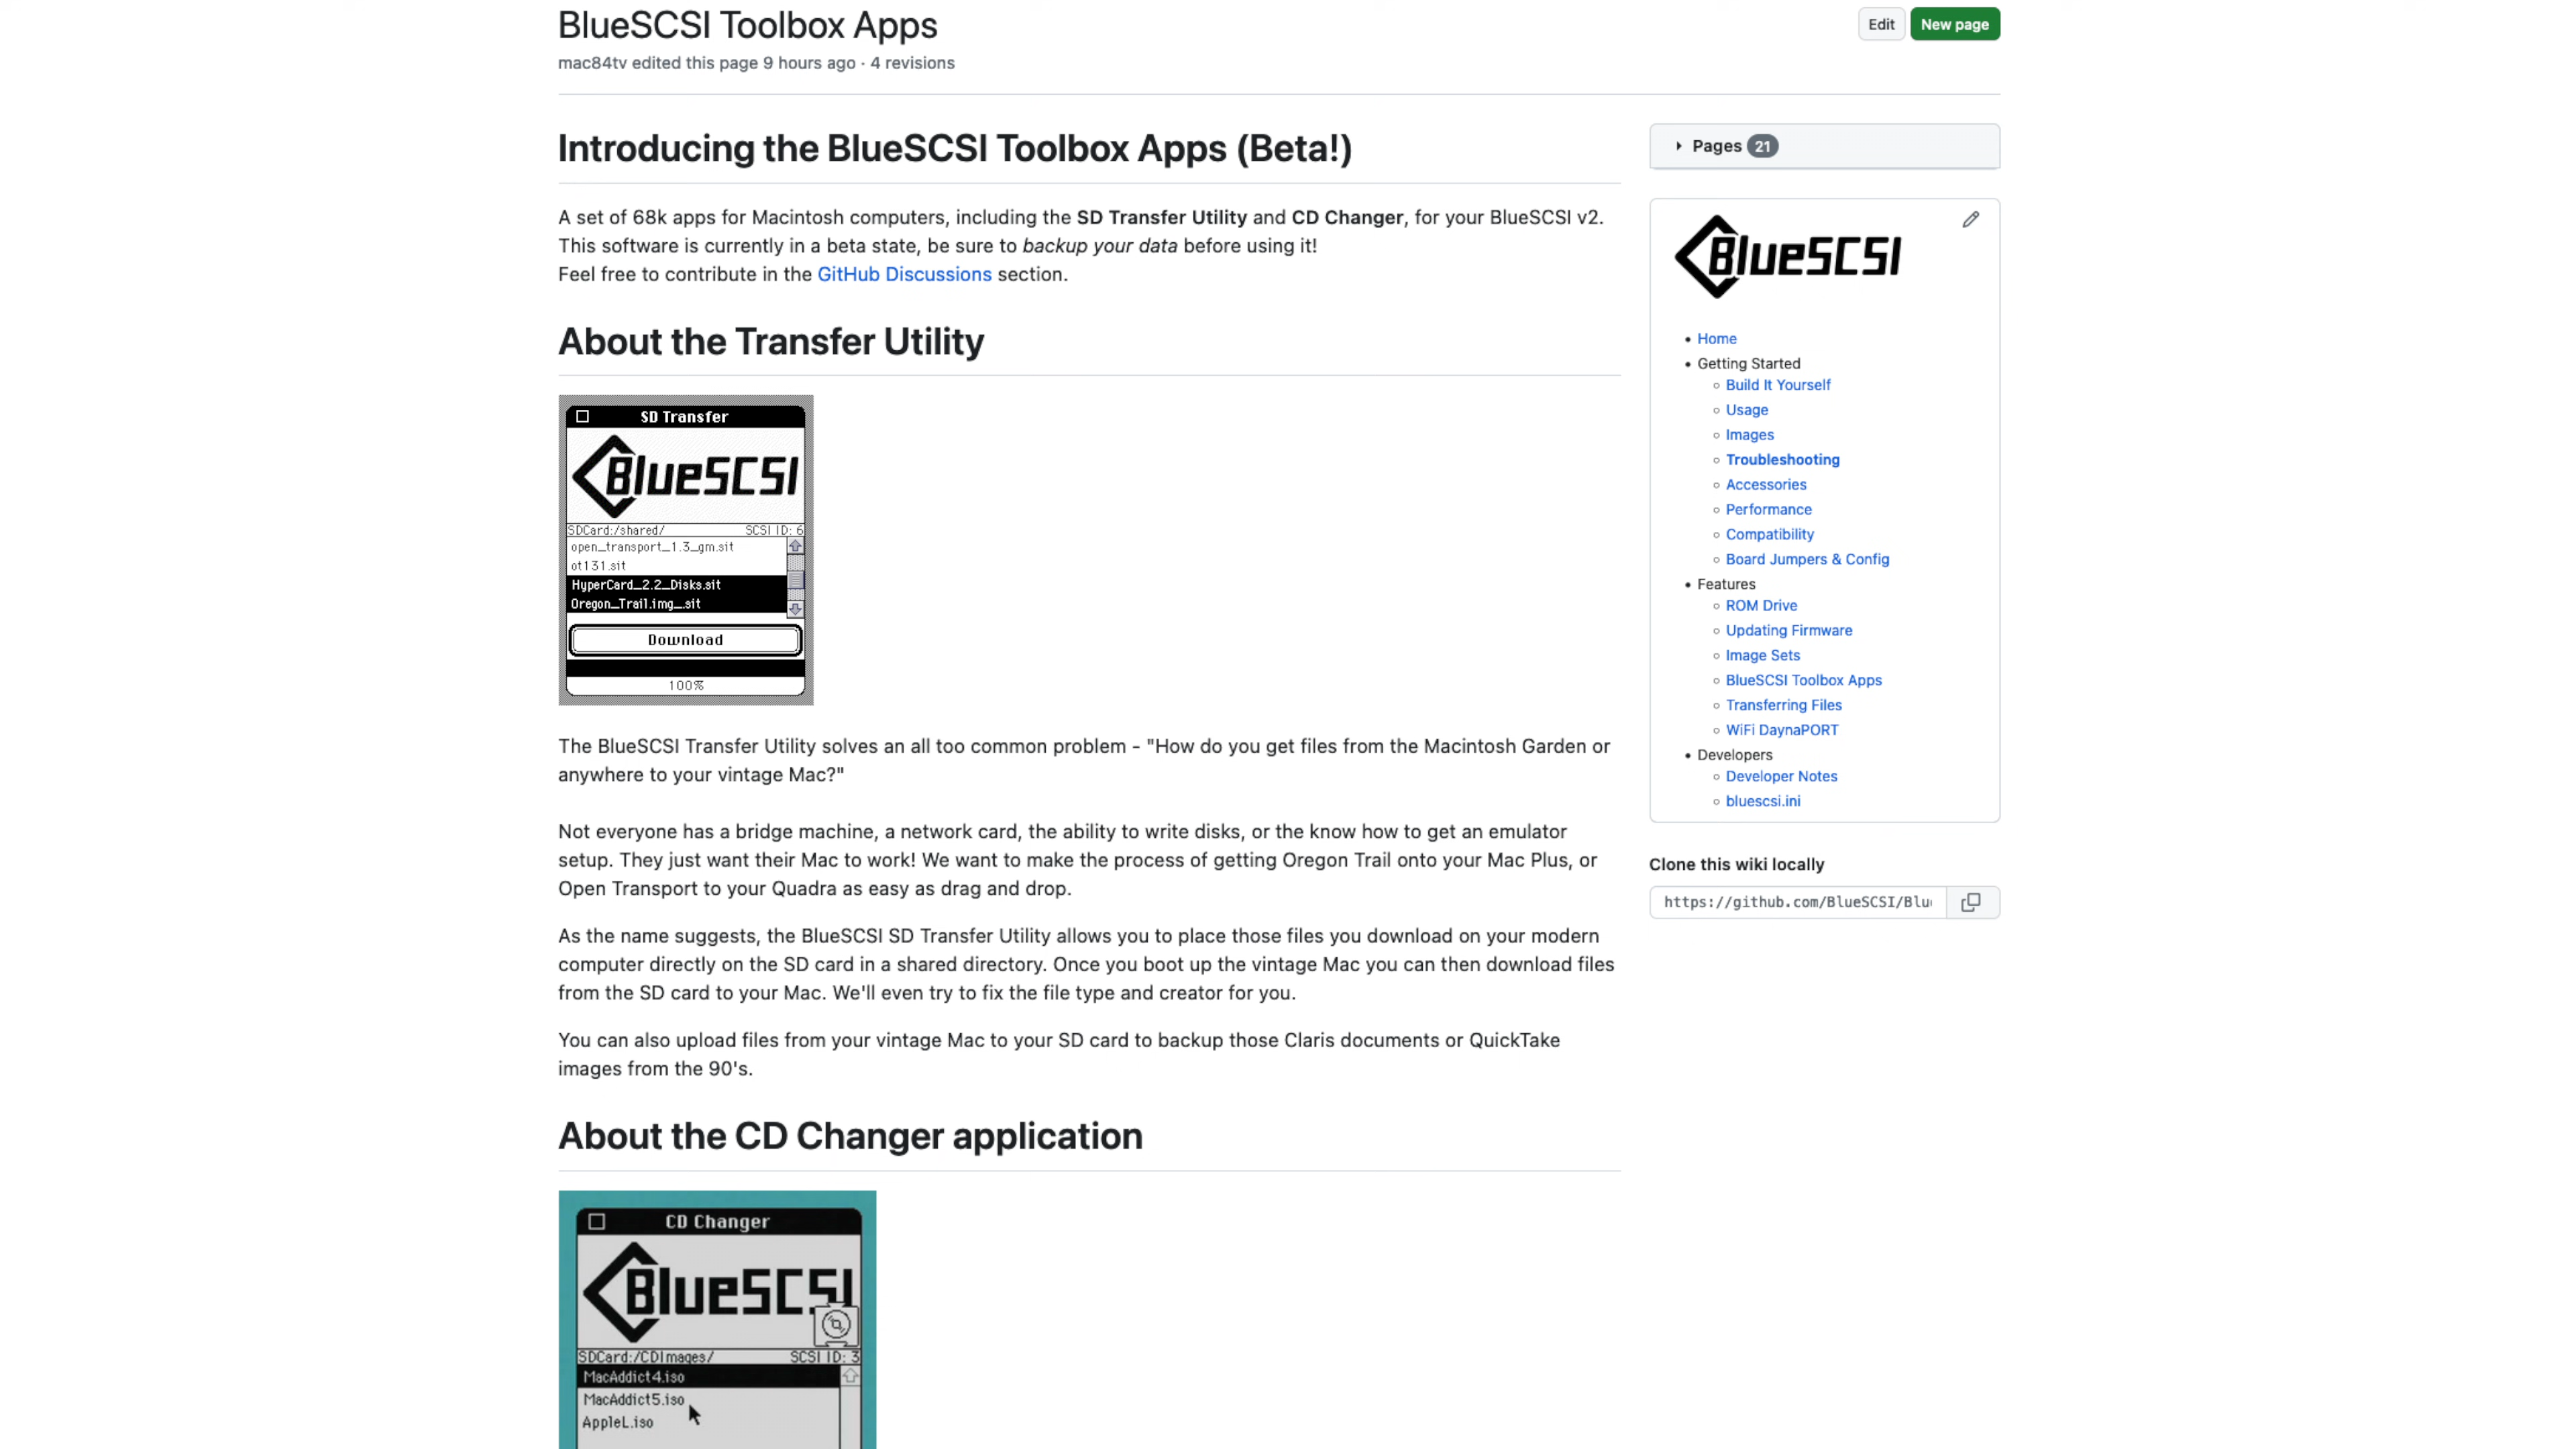 BlueSCSI Toolbox Apps
Edit
New page
mac84tv edited this page 9 hours ago · 4 revisions
Introducing the BlueSCSI Toolbox Apps (Beta!)
A set of 68k apps for Macintosh computers, including the SD Transfer Utility and CD Changer, for your BlueSCSI v2.
This software is currently in a beta state, be sure to backup your data before using it!
Feel free to contribute in the GitHub Discussions section.
About the Transfer Utility
SD Transfer
BlueSCSI
SDCard:/shared/ SCSI ID: 6
open_transport_1.3_gm.sit
ot131.sit
HyperCard_2.2_Disks.sit
Oregon_Trail.img_.sit
Download
100%
The BlueSCSI Transfer Utility solves an all too common problem - "How do you get files from the Macintosh Garden or
anywhere to your vintage Mac?"
Not everyone has a bridge machine, a network card, the ability to write disks, or the know how to get an emulator
setup. They just want their Mac to work! We want to make the process of getting Oregon Trail onto your Mac Plus, or
Open Transport to your Quadra as easy as drag and drop.
As the name suggests, the BlueSCSI SD Transfer Utility allows you to place those files you download on your modern
computer directly on the SD card in a shared directory. Once you boot up the vintage Mac you can then download files
from the SD card to your Mac. We'll even try to fix the file type and creator for you.
You can also upload files from your vintage Mac to your SD card to backup those Claris documents or QuickTake
images from the 90's.
About the CD Changer application
CD Changer
BlueSCSI
SDCard:/CDImages/ SCSI ID: 3
MacAddict4.iso
MacAddict5.iso
AppleL.iso
Pages 21
BlueSCSI
Home
Getting Started
Build It Yourself
Usage
Images
Troubleshooting
Accessories
Performance
Compatibility
Board Jumpers & Config
Features
ROM Drive
Updating Firmware
Image Sets
BlueSCSI Toolbox Apps
Transferring Files
WiFi DaynaPORT
Developers
Developer Notes
bluescsi.ini
Clone this wiki locally
https://github.com/BlueSCSI/Blu